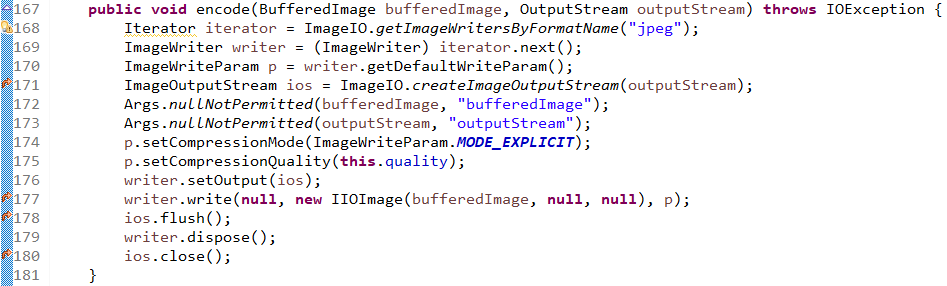 167 public void encode(BufferedImage bufferedImage, OutputStream outputStream) throws IOException {
168 Iterator iterator = ImageIO.getImageWritersByFormatName("jpeg");
169 ImageWriter writer = (ImageWriter) iterator.next();
170 ImageWriteParam p = writer.getDefaultWriteParam();
171 ImageOutputStream ios = ImageIO.createImageOutputStream(outputStream);
172 Args.nullNotPermitted(bufferedImage, "bufferedImage");
173 Args.nullNotPermitted(outputStream, "outputStream");
174 p.setCompressionMode(ImageWriteParam.MODE_EXPLICIT);
175 p.setCompressionQuality(this.quality);
176 writer.setOutput(ios);
177 writer.write(null, new IIOImage(bufferedImage, null, null), p);
178 ios.flush();
179 writer.dispose();
180 ios.close();
181 }